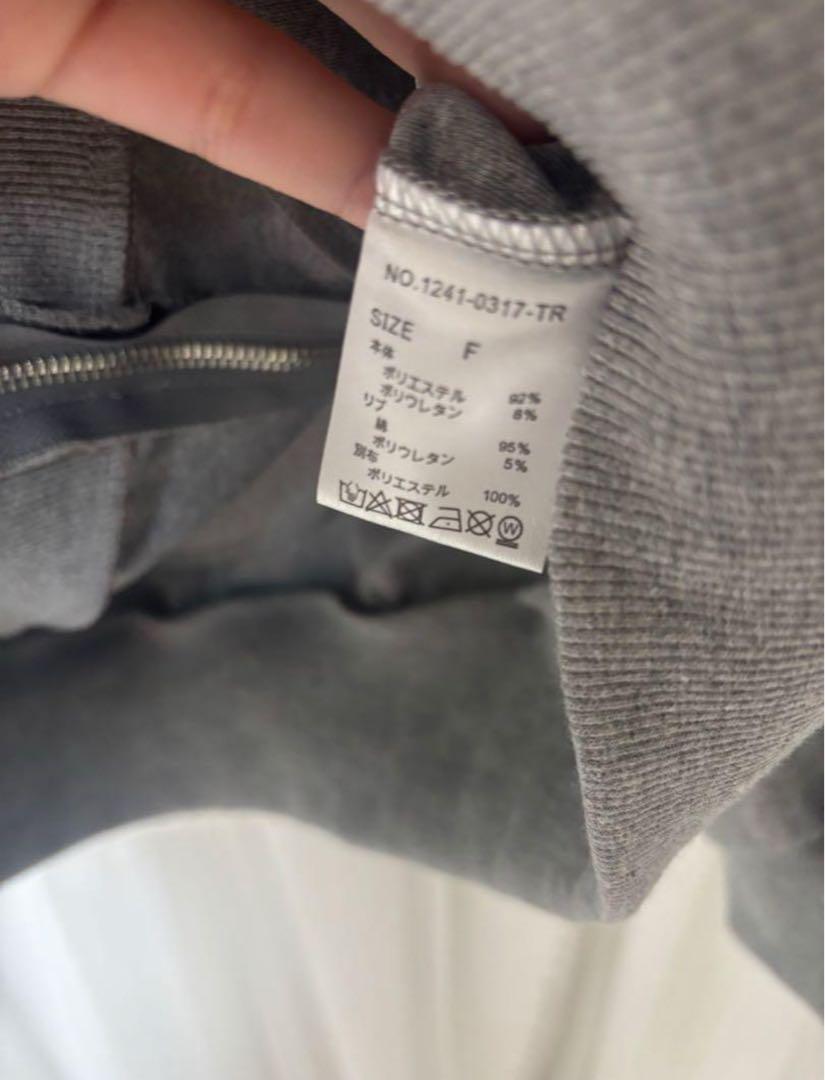 NO.1241-0317-TR
SIZE F
本体
ポリエステル 92%
ポリウレタン 8%
リブ
綿 95%
ポリウレタン 5%
別布
ポリエステル 100%
W